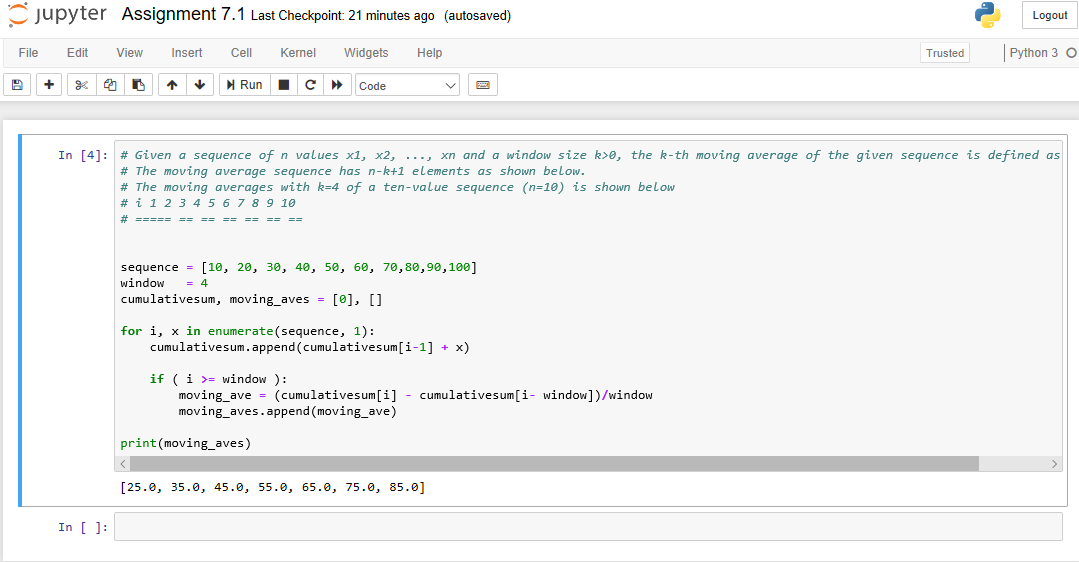 jupyter Assignment 7.1 Last Checkpoint: 21 minutes ago (autosaved) Logout
File Edit View Insert Cell Kernel Widgets Help Trusted Python 3
Run Code
In [4]: # Given a sequence of n values x1, x2, ..., xn and a window size k>0, the k-th moving average of the given sequence is defined as
# The moving average sequence has n-k+1 elements as shown below.
# The moving averages with k=4 of a ten-value sequence (n=10) is shown below
# i 1 2 3 4 5 6 7 8 9 10
# ===== == == == == == ==
sequence = [10, 20, 30, 40, 50, 60, 70,80,90,100]
window   = 4
cumulativesum, moving_aves = [0], []
for i, x in enumerate(sequence, 1):
    cumulativesum.append(cumulativesum[i-1] + x)
    if ( i >= window ):
        moving_ave = (cumulativesum[i] - cumulativesum[i- window])/window
        moving_aves.append(moving_ave)
print(moving_aves)
[25.0, 35.0, 45.0, 55.0, 65.0, 75.0, 85.0]
In [ ]: